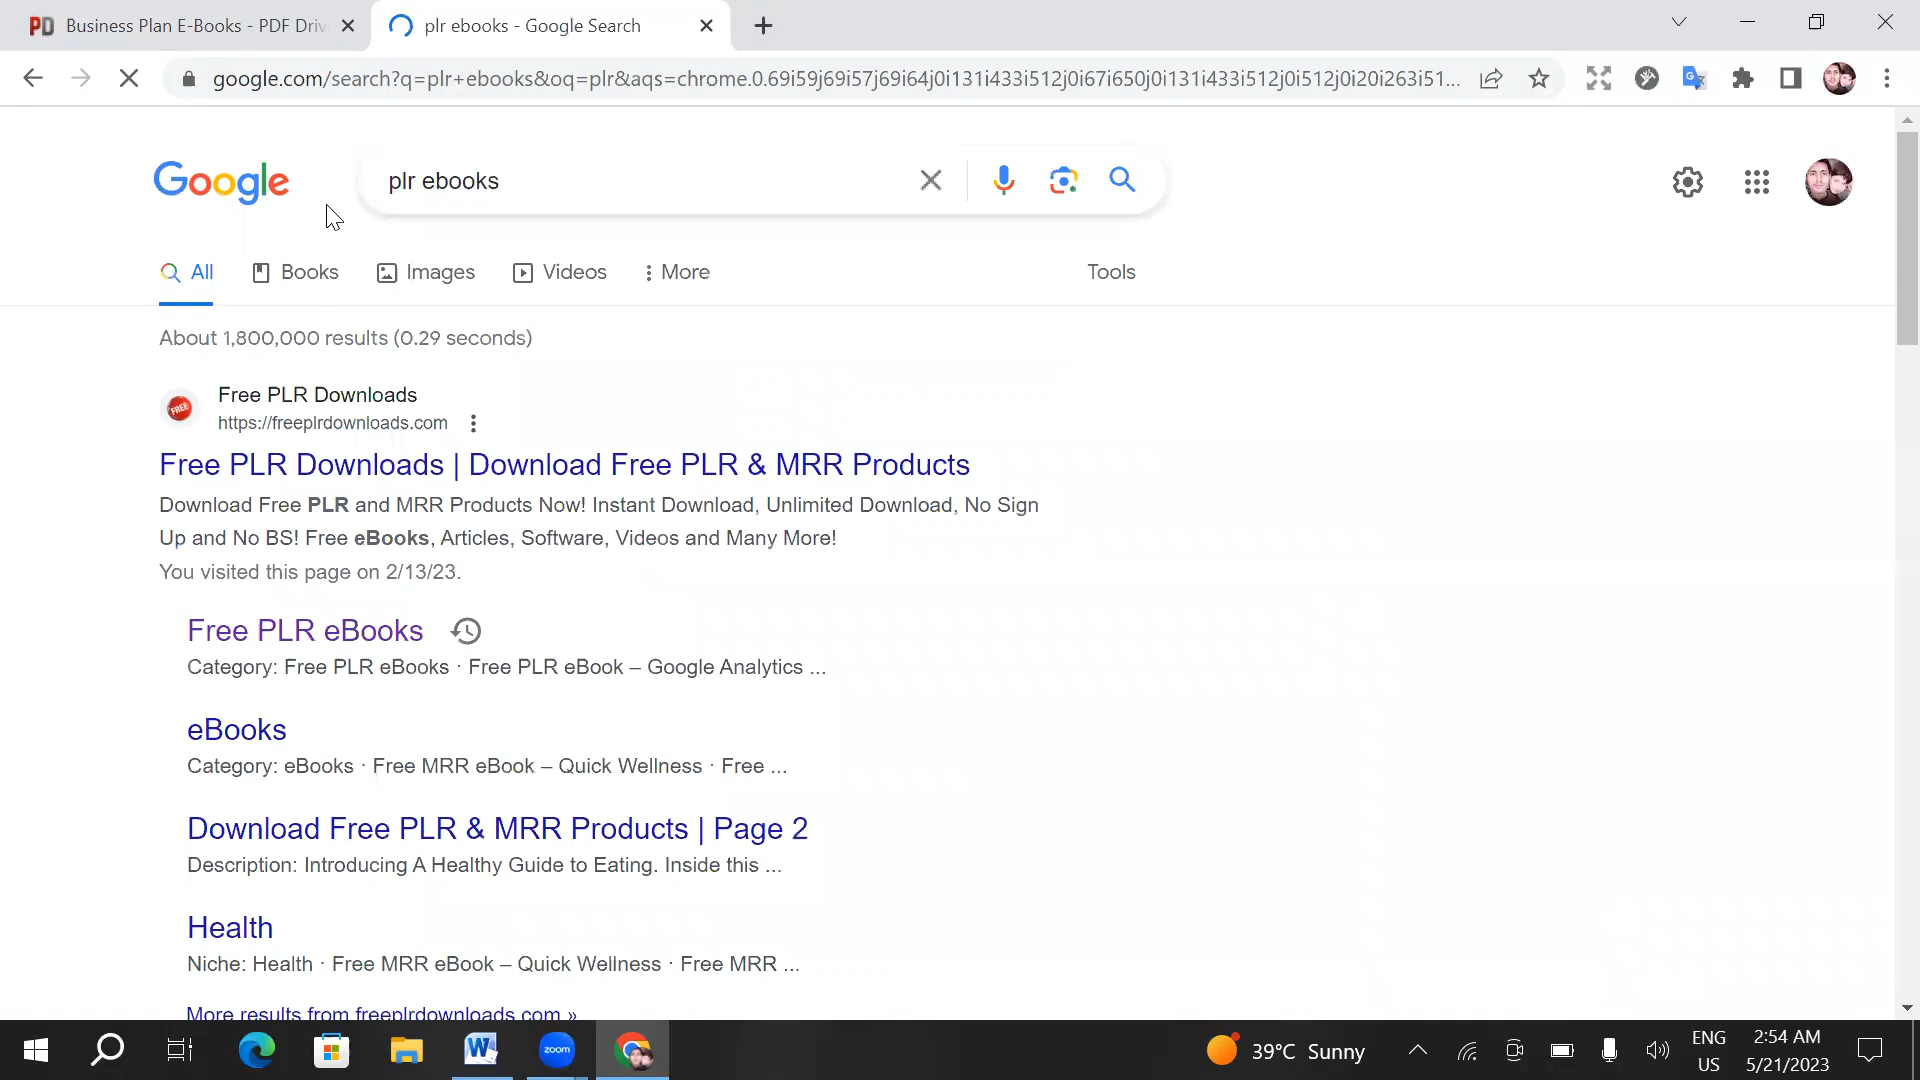 PD Business Plan E-Books - PDF Driv
plr ebooks - Google Search
google.com/search?q=plr+ebooks&oq=plr&aqs=chrome.0.69i59j69i57j69i64j0i131i433i512j0i67i650j0i131i433i512j0i512j0i20i263i51...
Google
plr ebooks
All
Books
Images
Videos
More
Tools
About 1,800,000 results (0.29 seconds)
FREE
Free PLR Downloads
https://freeplrdownloads.com
Free PLR Downloads | Download Free PLR & MRR Products
Download Free PLR and MRR Products Now! Instant Download, Unlimited Download, No Sign
Up and No BS! Free eBooks, Articles, Software, Videos and Many More!
You visited this page on 2/13/23.
Free PLR eBooks
Category: Free PLR eBooks · Free PLR eBook – Google Analytics ...
eBooks
Category: eBooks · Free MRR eBook – Quick Wellness · Free ...
Download Free PLR & MRR Products | Page 2
Description: Introducing A Healthy Guide to Eating. Inside this ...
Health
Niche: Health · Free MRR eBook – Quick Wellness · Free MRR ...
More results from freeplrdownloads.com »
W
zoom
39°C Sunny
ENG
US
2:54 AM
5/21/2023